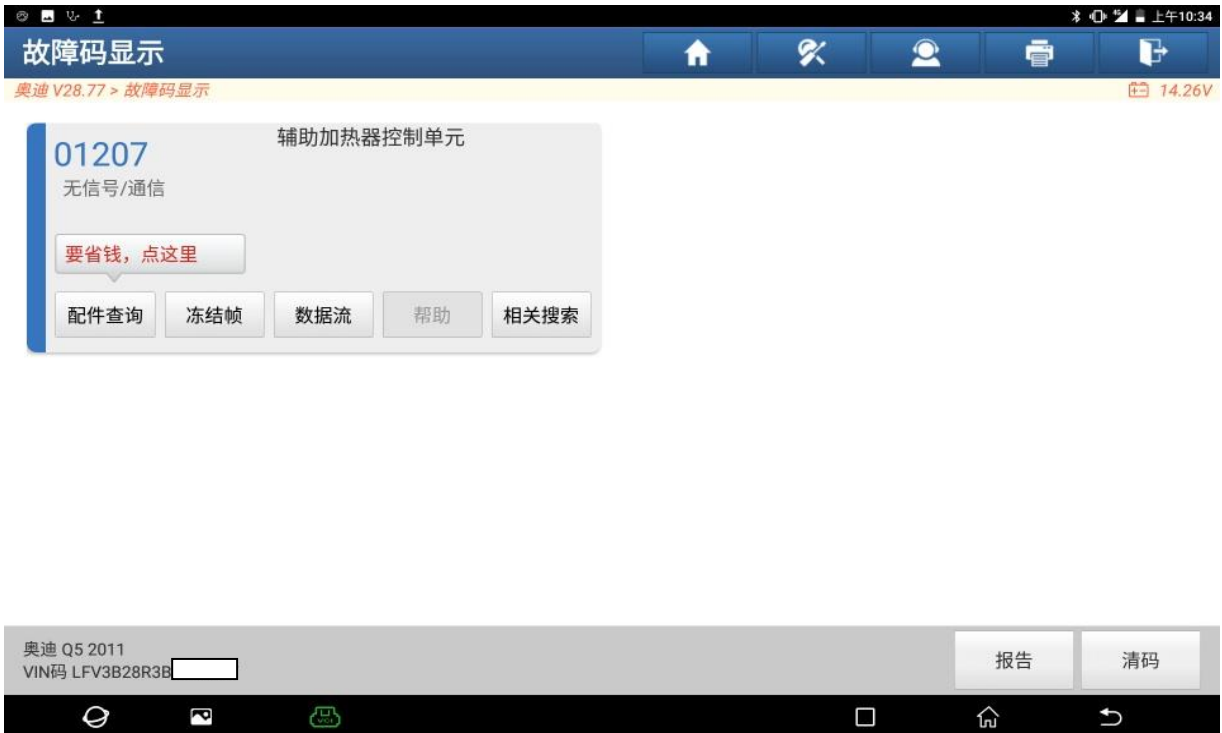 上午10:34
故障码显示
奥迪 V28.77 > 故障码显示
14.26V
01207
辅助加热器控制单元
无信号/通信
要省钱，点这里
配件查询 冻结帧 数据流 帮助 相关搜索
奥迪 Q5 2011
VIN码 LFV3B28R3B
报告 清码